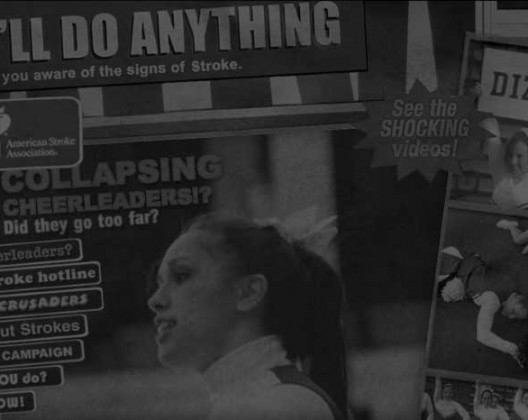 'LL DO ANYTHING
you aware of the signs of Stroke.
American Stroke
Association®
See the
SHOCKING
videos!
DIZ
COLLAPSING
CHEERLEADERS!?
Did they go too far?
erleaders?
roke hotline
CRUSADERS
ut Strokes
CAMPAIGN
OU do?
OW!